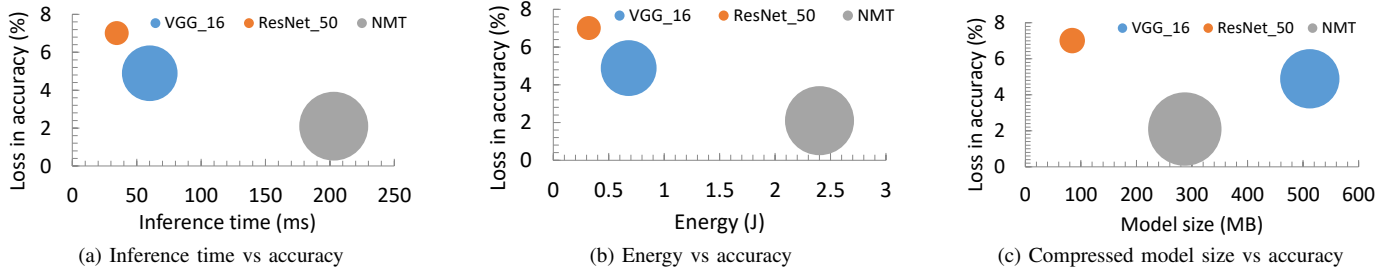 Loss in accuracy (%)
8
6
4
2
0
VGG_16 ResNet_50 NMT
0 50 100 150 200 250
Inference time (ms)
(a) Inference time vs accuracy
Loss in accuracy (%)
8
6
4
2
0
VGG_16 ResNet_50 NMT
0 0.5 1 1.5 2 2.5 3
Energy (J)
(b) Energy vs accuracy
Loss in accuracy (%)
8
6
4
2
0
VGG_16 ResNet_50 NMT
0 100 200 300 400 500 600
Model size (MB)
(c) Compressed model size vs accuracy